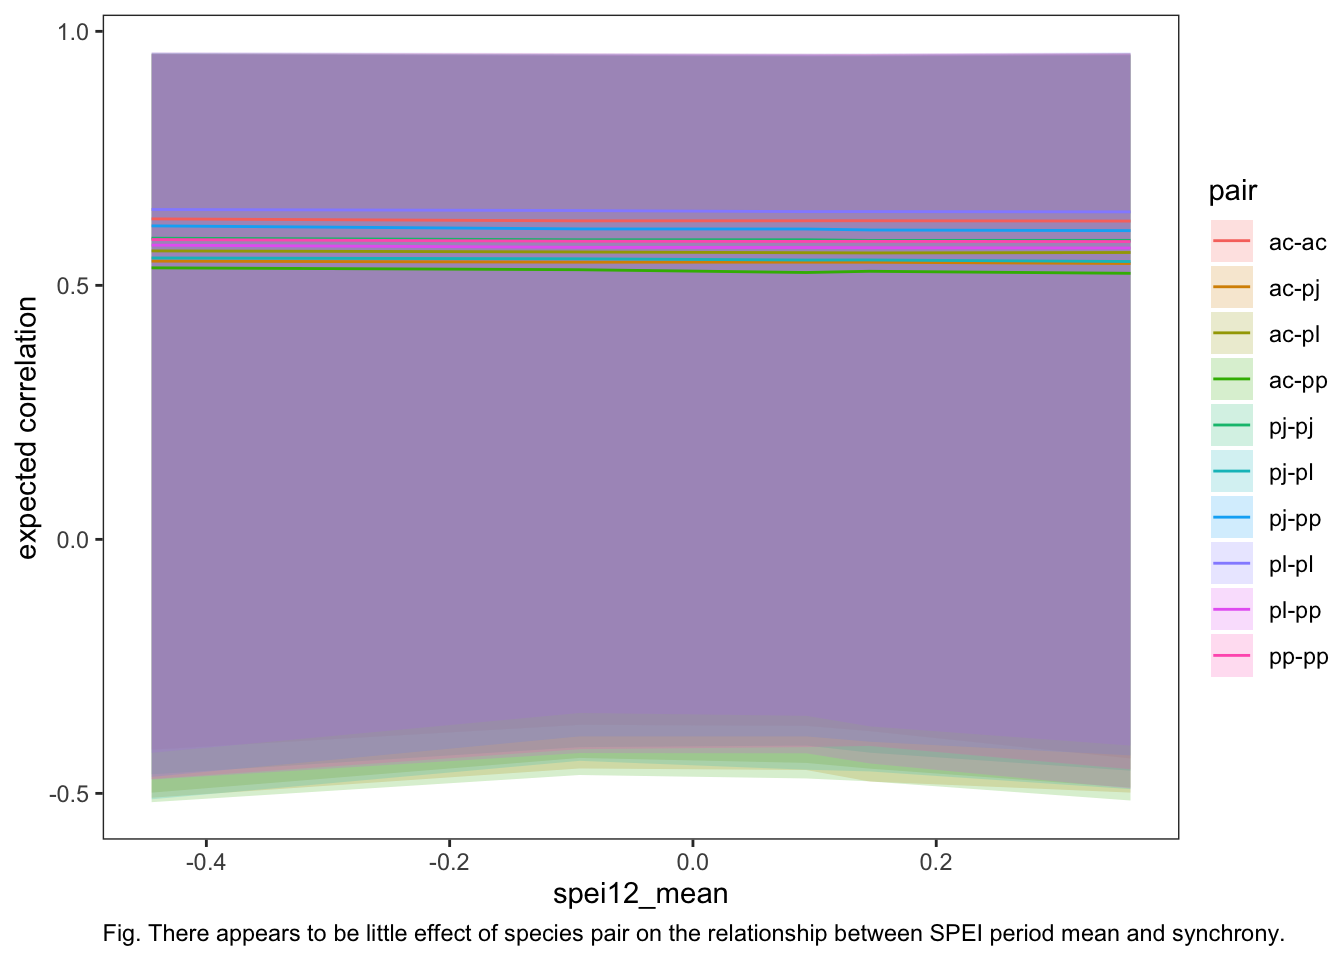 1.0
0.5
0.0
-0.5
expected correlation
-0.4
-0.2
0.0
0.2
spei12_mean
pair
ac-ac
ac-pj
ac-pl
ac-pp
pj-pj
pj-pl
pj-pp
pl-pl
pl-pp
pp-pp
Fig. There appears to be little effect of species pair on the relationship between SPEI period mean and synchrony.